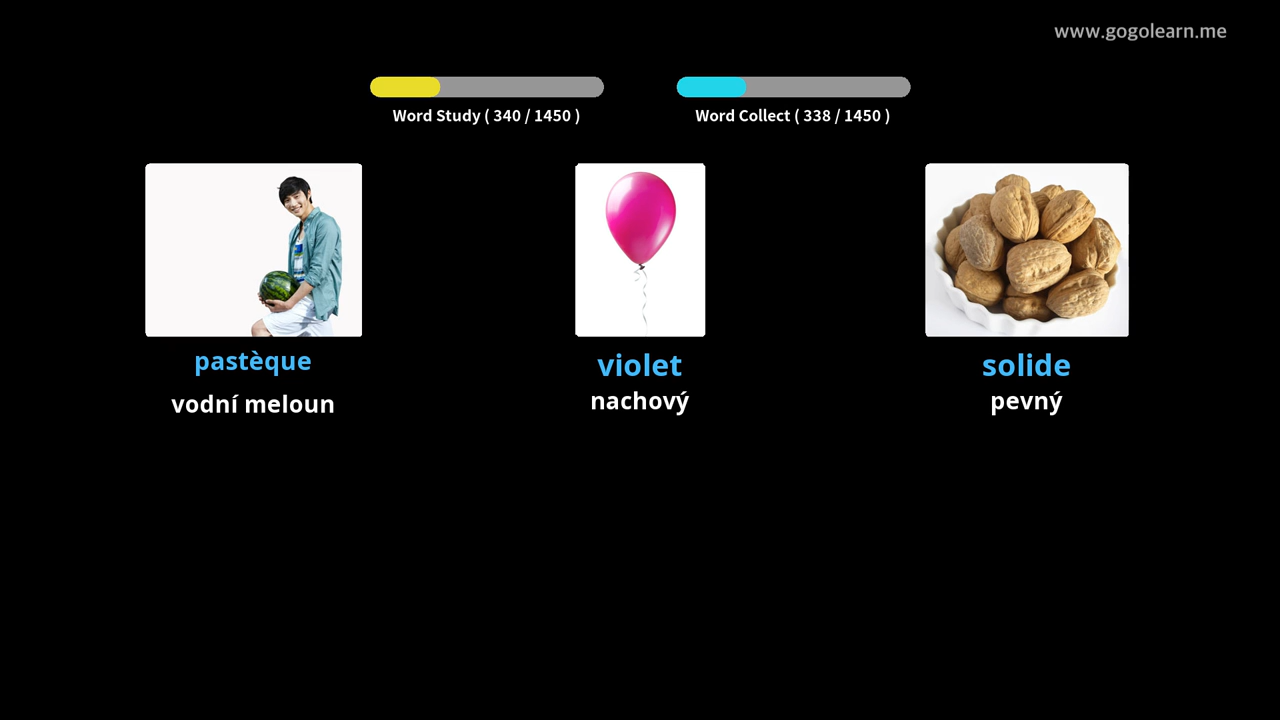 www.gogolearn.me
Word Study ( 340 / 1450 )
Word Collect ( 338 / 1450 )
pastèque
vodní meloun
violet
nachový
solide
pevný